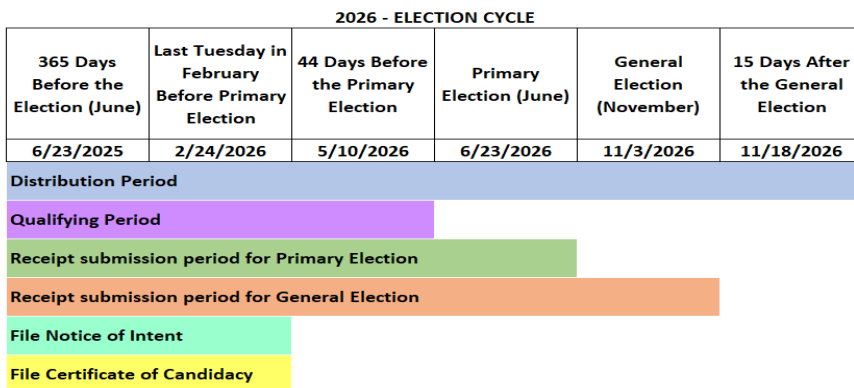 2026 - ELECTION CYCLE
365 Days
Before the
Election (June)
Last Tuesday in
February
Before Primary
Election
44 Days Before
the Primary
Election
Primary
Election (June)
General
Election
(November)
15 Days After
the General
Election
6/23/2025
2/24/2026
5/10/2026
6/23/2026
11/3/2026
11/18/2026
Distribution Period
Qualifying Period
Receipt submission period for Primary Election
Receipt submission period for General Election
File Notice of Intent
File Certificate of Candidacy